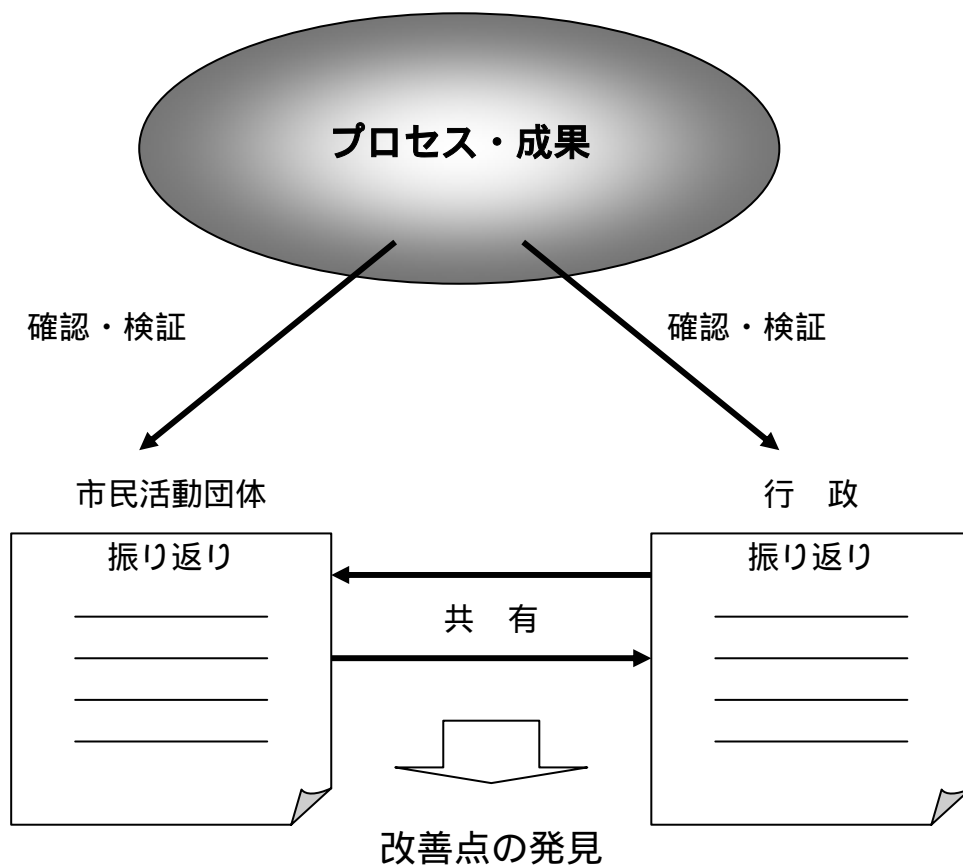 プロセス・成果
確認・検証
確認・検証
市民活動団体
行　政
振り返り
振り返り
共　有
改善点の発見